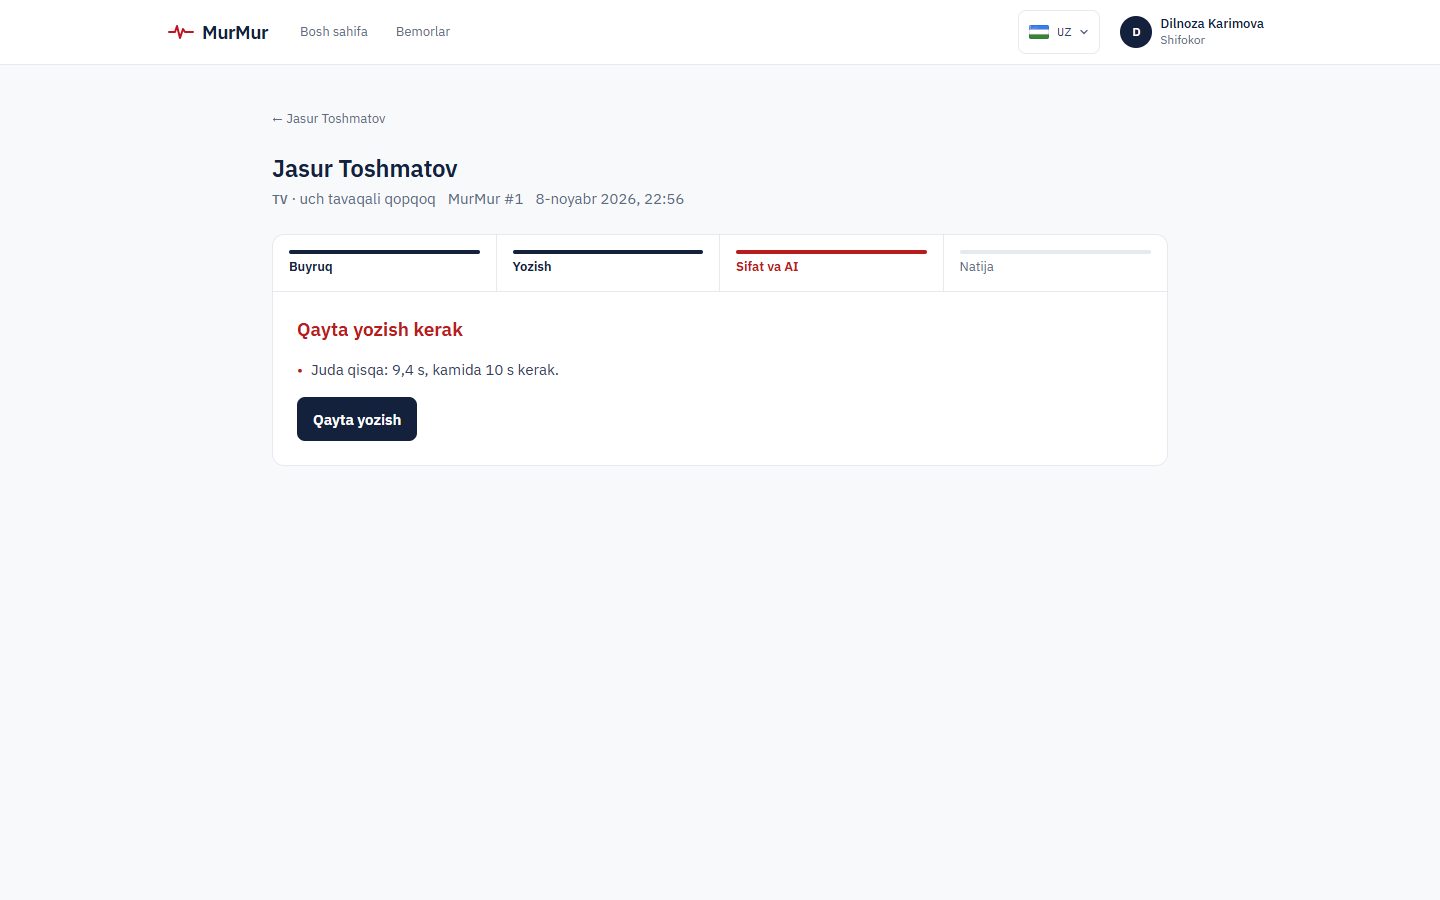 MurMur
Bosh sahifa
Bemorlar
UZ
D
Dilnoza Karimova
Shifokor
← Jasur Toshmatov
Jasur Toshmatov
TV · uch tavaqali qopqoq MurMur #1 8-noyabr 2026, 22:56
Buyruq
Yozish
Sifat va AI
Natija
Qayta yozish kerak
• Juda qisqa: 9,4 s, kamida 10 s kerak.
Qayta yozish